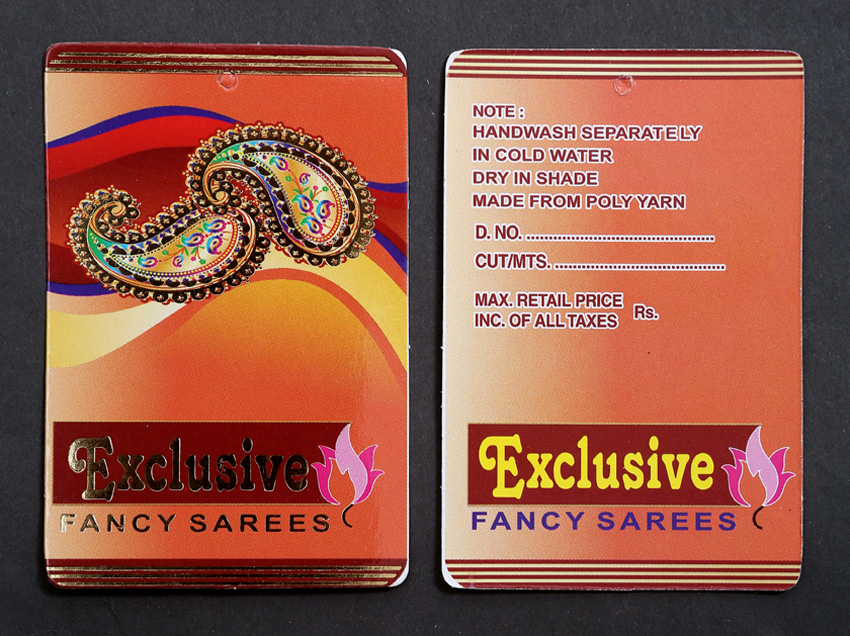 Exclusive
FANCY SAREES
NOTE :
HANDWASH SEPARATELY
IN COLD WATER
DRY IN SHADE
MADE FROM POLY YARN
D. NO. ..........................................
CUT/MTS. ......................................
MAX. RETAIL PRICE Rs.
INC. OF ALL TAXES
Exclusive
FANCY SAREES